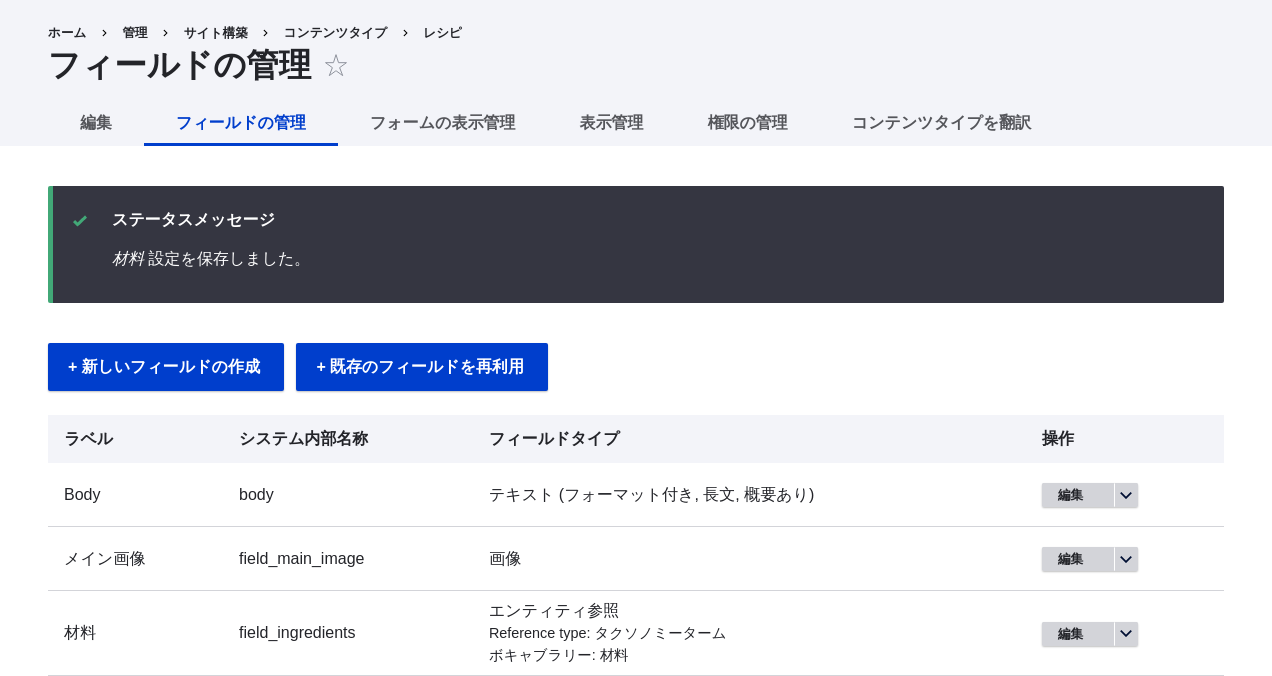 ホーム › 管理 › サイト構築 › コンテンツタイプ › レシピ
フィールドの管理 ☆
編集 フィールドの管理 フォームの表示管理 表示管理 権限の管理 コンテンツタイプを翻訳
ステータスメッセージ
材料 設定を保存しました。
+ 新しいフィールドの作成 + 既存のフィールドを再利用
ラベル システム内部名称 フィールドタイプ 操作
Body body テキスト (フォーマット付き, 長文, 概要あり) 編集
メイン画像 field_main_image 画像 編集
材料 field_ingredients エンティティ参照 編集
Reference type: タクソノミーターム
ボキャブラリー: 材料